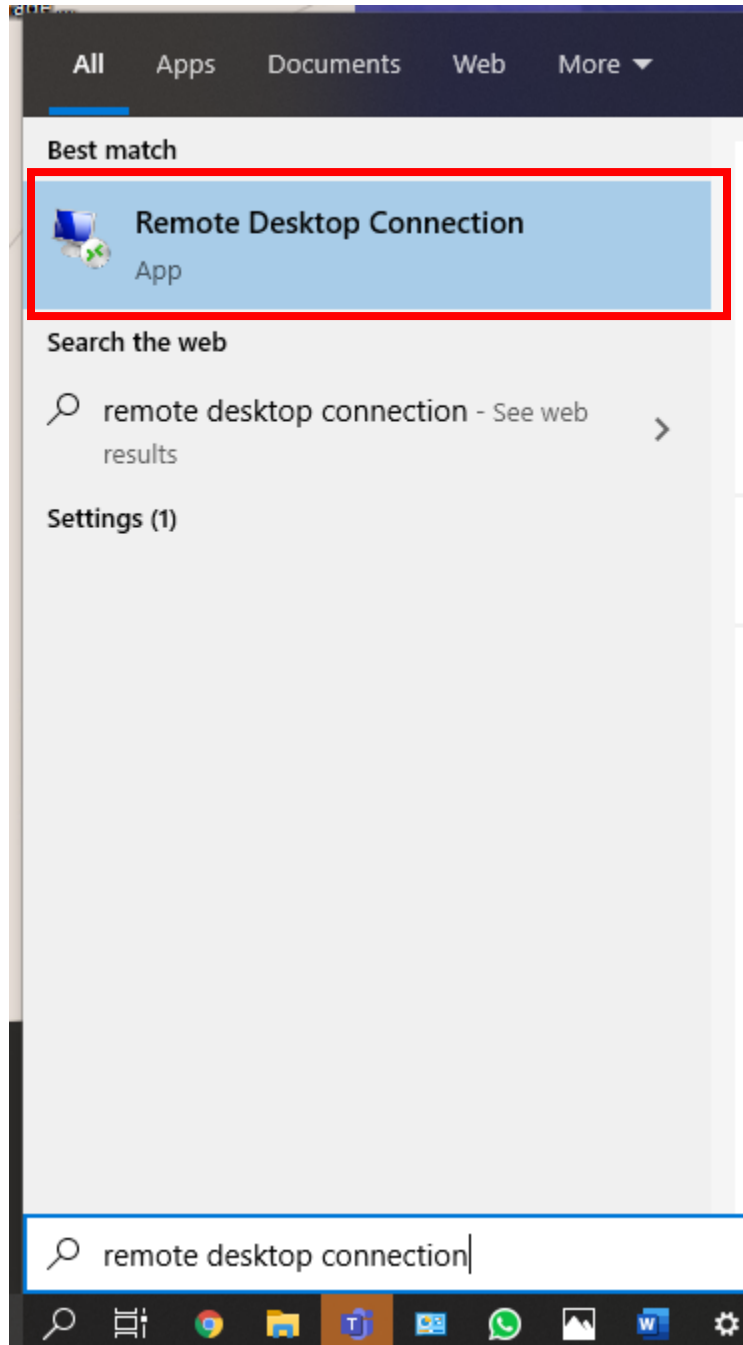 All Apps Documents Web More
Best match
Remote Desktop Connection
App
Search the web
remote desktop connection - See web
results
Settings (1)
remote desktop connection